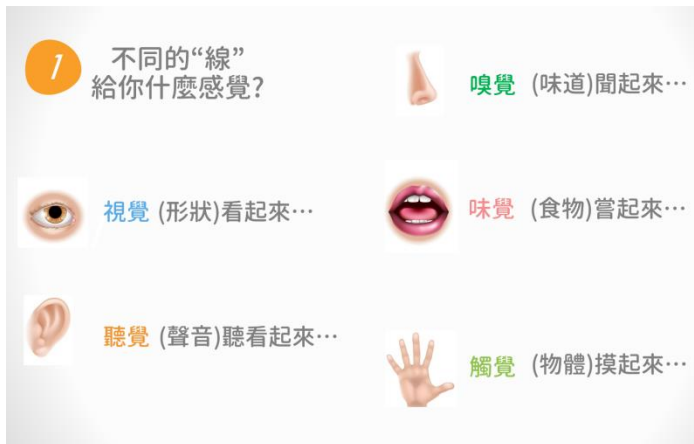 1
不同的“線”
給你什麼感覺?
視覺 (形狀)看起來…
聽覺 (聲音)聽看起來…
嗅覺 (味道)聞起來…
味覺 (食物)嘗起來…
觸覺 (物體)摸起來…